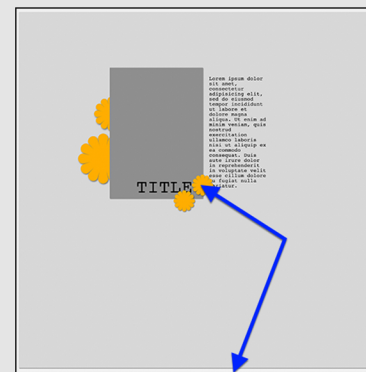 TITLE
Lorem ipsum dolor
sit amet,
consectetur
adipisicing elit,
sed do eiusmod
tempor incididunt
ut labore et
dolore magna
aliqua. Ut enim ad
minim veniam, quis
nostrud
exercitation
ullamco laboris
nisi ut aliquip ex
ea commodo
consequat. Duis
aute irure dolor
in reprehenderit
in voluptate velit
esse cillum dolore
fugiat nulla